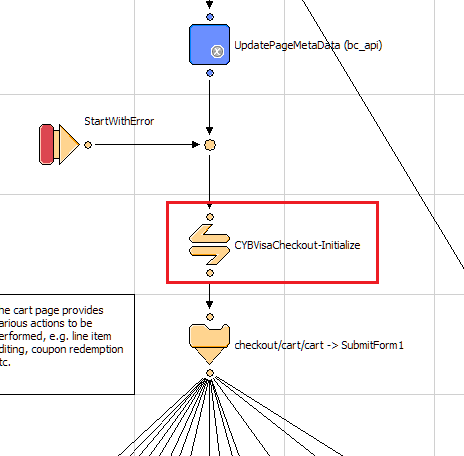 UpdatePageMetaData (bc_api)
StartWithError
CYBVisaCheckout-Initialize
he cart page provides
arious actions to be
erformed, e.g. line item
diting, coupon redemption
tc.
checkout/cart/cart -> SubmitForm1